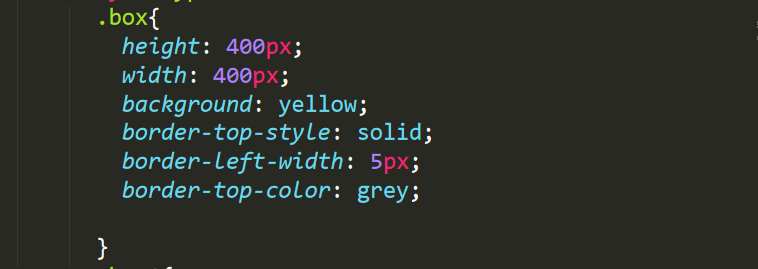 .box{
height: 400px;
width: 400px;
background: yellow;
border-top-style: solid;
border-left-width: 5px;
border-top-color: grey;
}